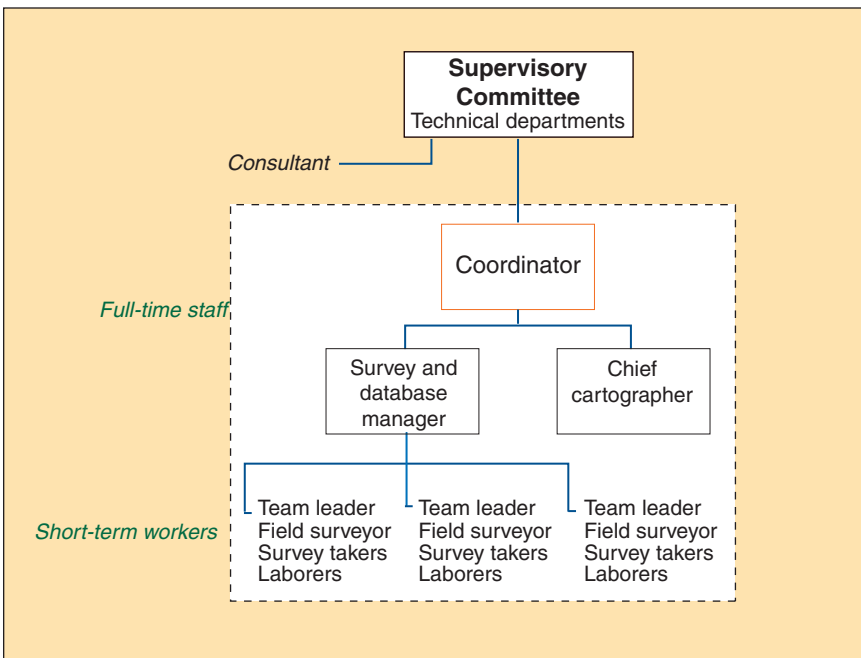 Supervisory
Committee
Technical departments
Consultant
Coordinator
Full-time staff
Survey and
database
manager
Chief
cartographer
Short-term workers
Team leader
Field surveyor
Survey takers
Laborers
Team leader
Field surveyor
Survey takers
Laborers
Team leader
Field surveyor
Survey takers
Laborers